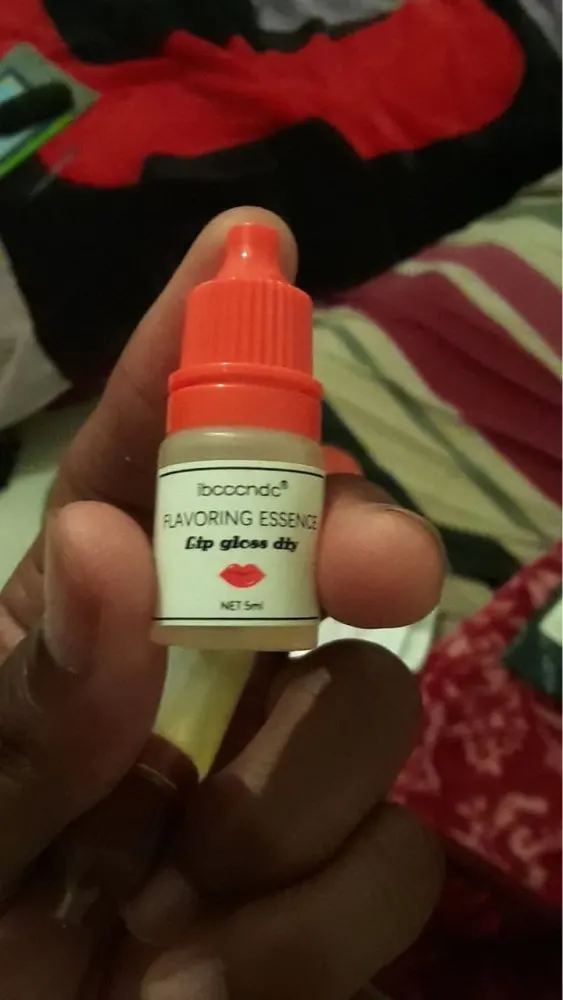 ibcccndc®
FLAVORING ESSENCE
Lip gloss diy
NET 5ml